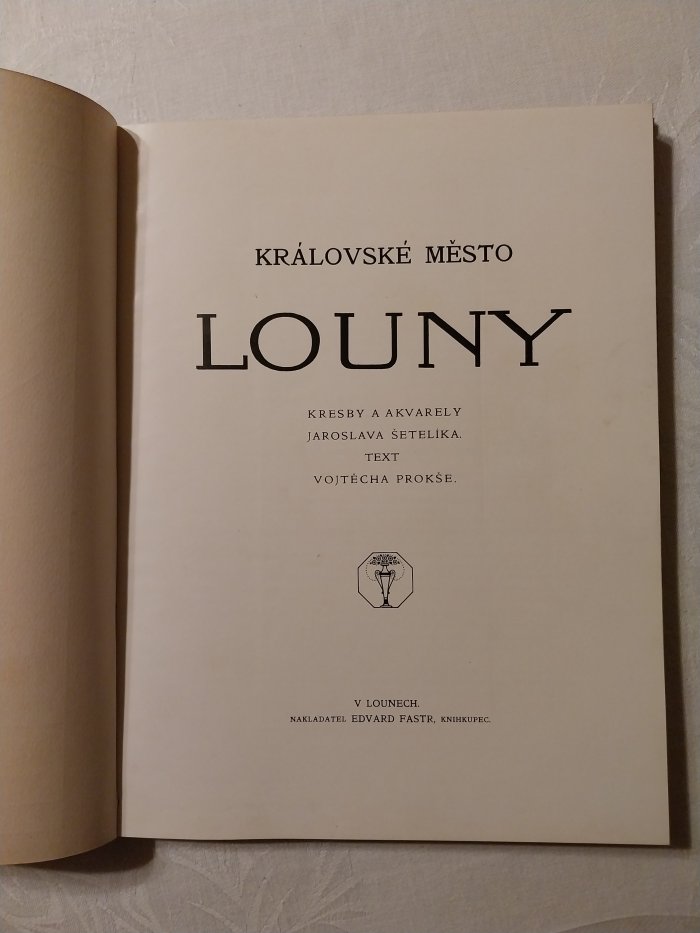 KRÁLOVSKÉ MĚSTO
LOUNY
KRESBY A AKVARELY
JAROSLAVA ŠETELÍKA.
TEXT
VOJTĚCHA PROKŠE.
V LOUNECH.
NAKLADATEL EDVARD FASTR, KNIHKUPEC.